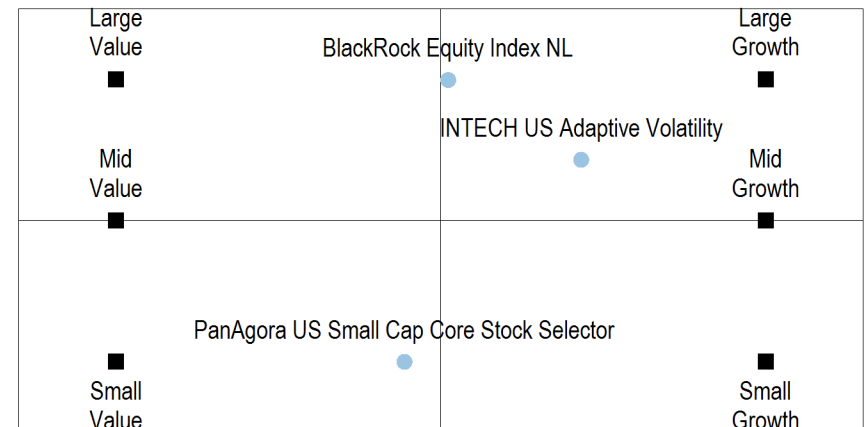 Large
Value
Large
Growth
BlackRock Equity Index NL
INTECH US Adaptive Volatility
Mid
Value
Mid
Growth
PanAgora US Small Cap Core Stock Selector
Small
Value
Small
Growth